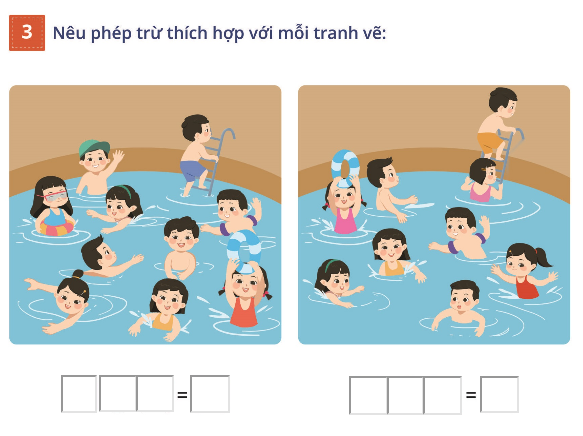 3 Nêu phép trừ thích hợp với mỗi tranh vẽ:
= =